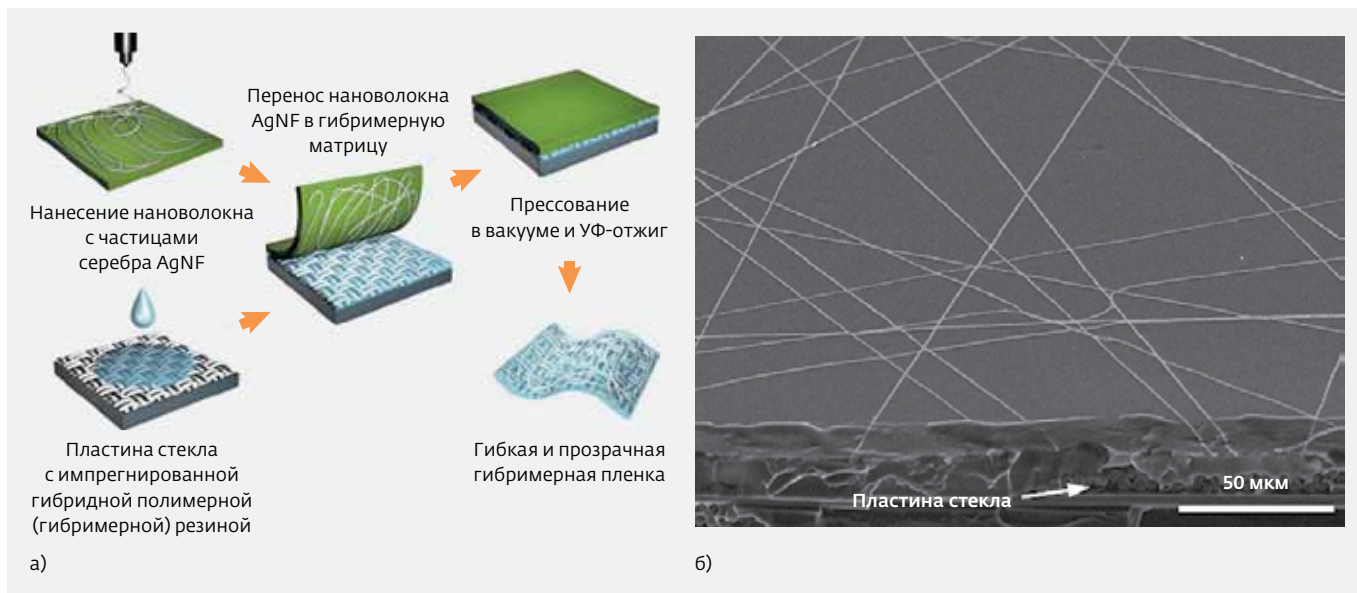 Нанесение нановолокна
с частицами
серебра AgNF
Перенос нановолокна
AgNF в гибримерную
матрицу
Прессование
в вакууме и УФ-отжиг
Пластина стекла
с импрегнированной
гибридной полимерной
(гибримерной) резиной
Гибкая и прозрачная
гибримерная пленка
а)
Пластина стекла
50 мкм
б)